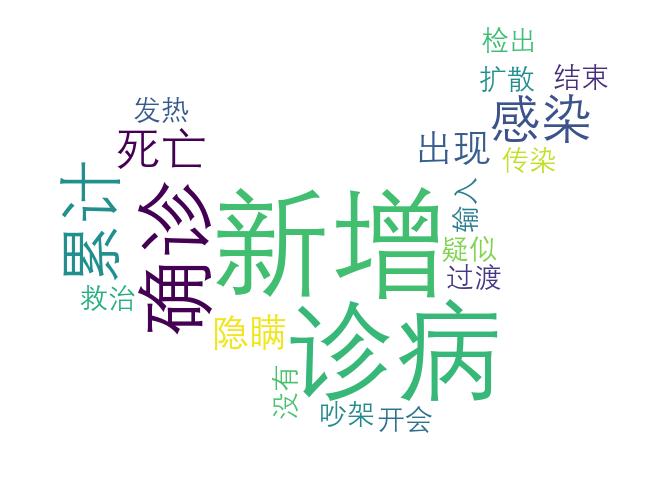 检出
扩散
结束
感染
发热
死亡
出现
传染
累计
确诊
新增
输入
疑似
过渡
救治
隐瞒
诊病
没有
吵架
开会